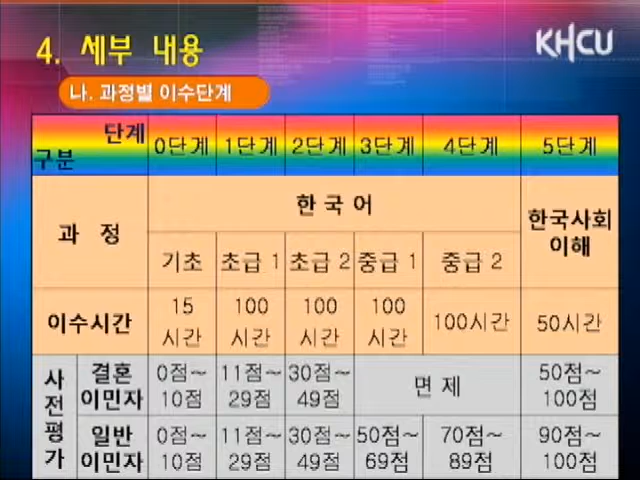 4. 세부 내용
KHCU
나. 과정별 이수단계
단계
구분
0단계 1단계 2단계 3단계 4단계 5단계
과 정
한 국 어
한국사회
이해
기초 초급 1 초급 2 중급 1 중급 2
이수시간
15
시간
100
시간
100
시간
100
시간
100시간
50시간
사전평가
결혼
이민자
0점~
10점
11점~
29점
30점~
49점
면 제
50점~
100점
일반
이민자
0점~
10점
11점~
29점
30점~
49점
50점~
69점
70점~
89점
90점~
100점